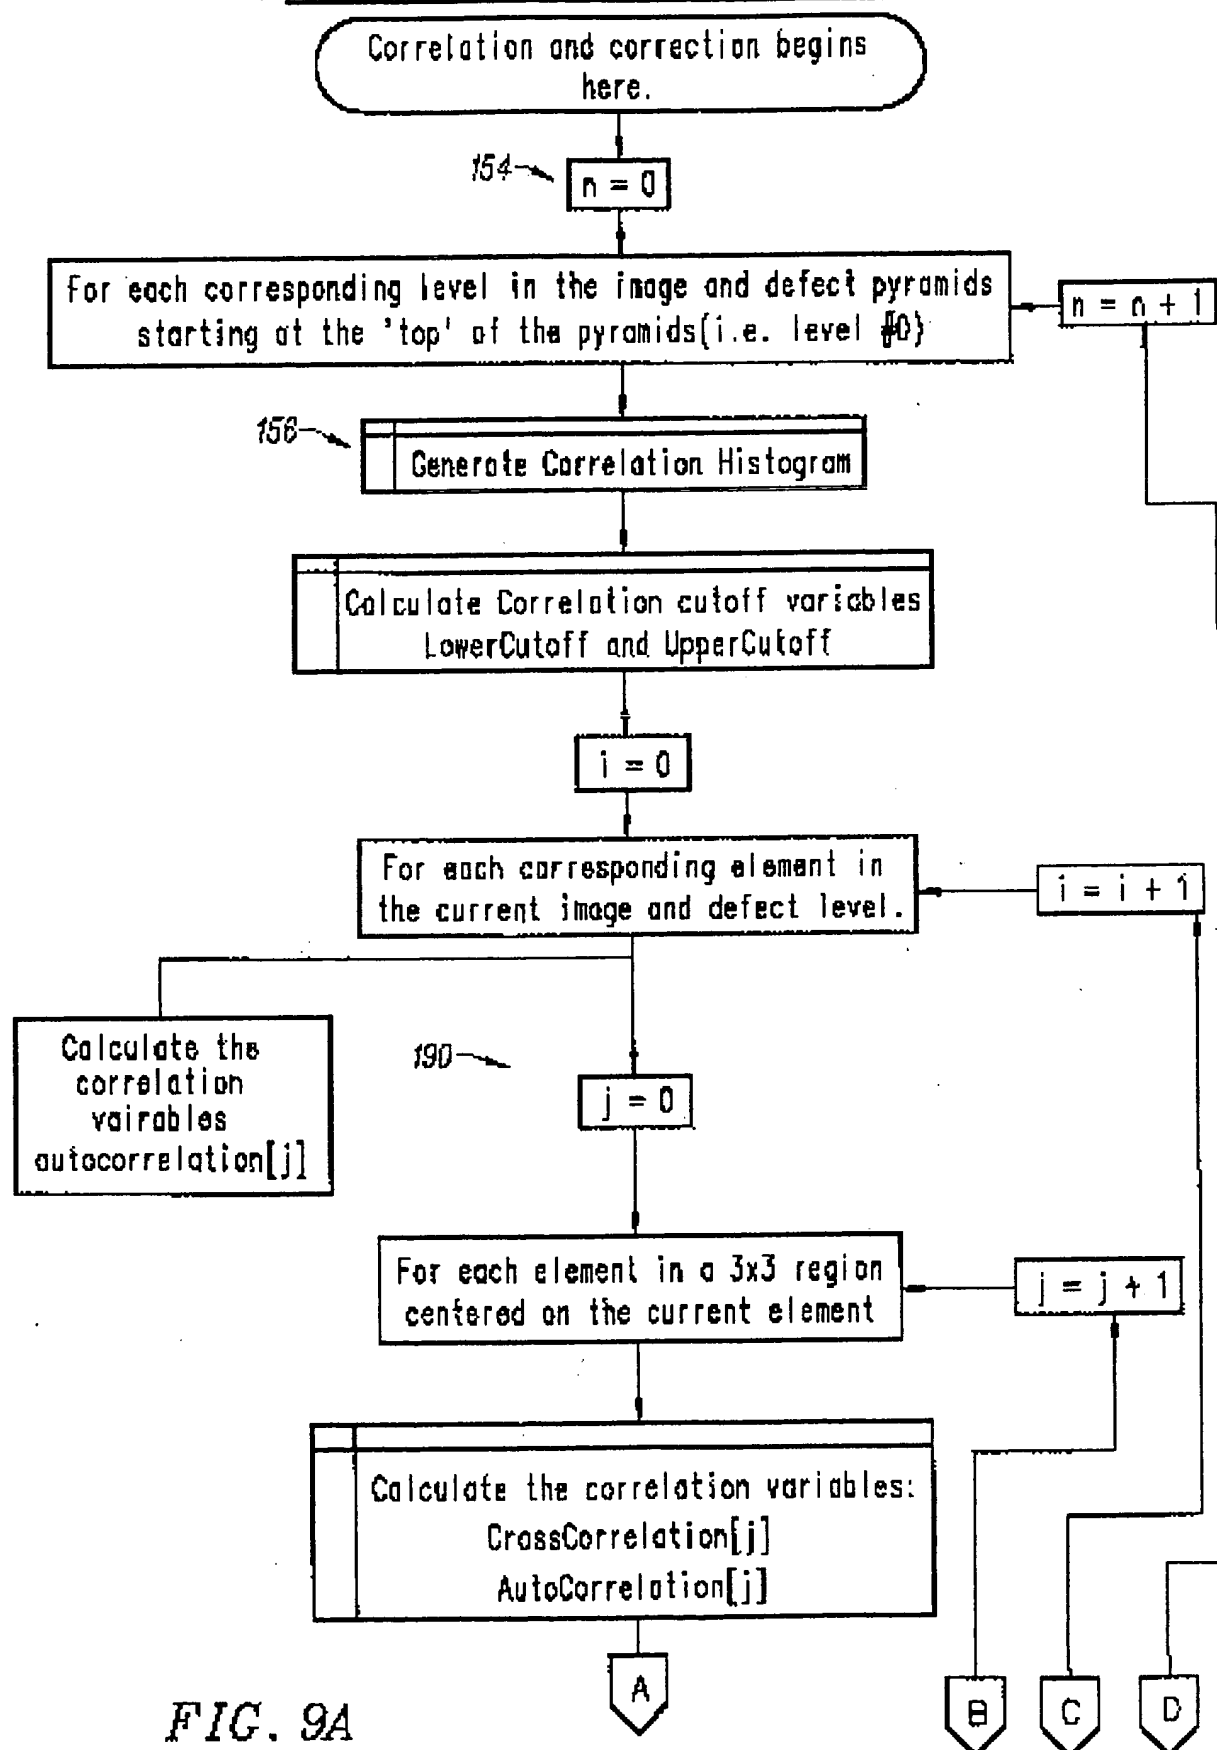 Correlation and correction begins
here.
154
n = 0
For each corresponding level in the image and defect pyramids
starting at the 'top' of the pyramids(i.e. level #0)
n = n + 1
156
Generate Correlation Histogram
Calculate Correlation cutoff variables
LowerCutoff and UpperCutoff
i = 0
For each corresponding element in
the current image and defect level.
i = i + 1
Calculate the
correlation
vairables
autocorrelation[j]
190
j = 0
For each element in a 3x3 region
centered on the current element
j = j + 1
Calculate the correlation variables:
CrossCorrelation[j]
AutoCorrelation[j]
A
B
C
D
FIG. 9A